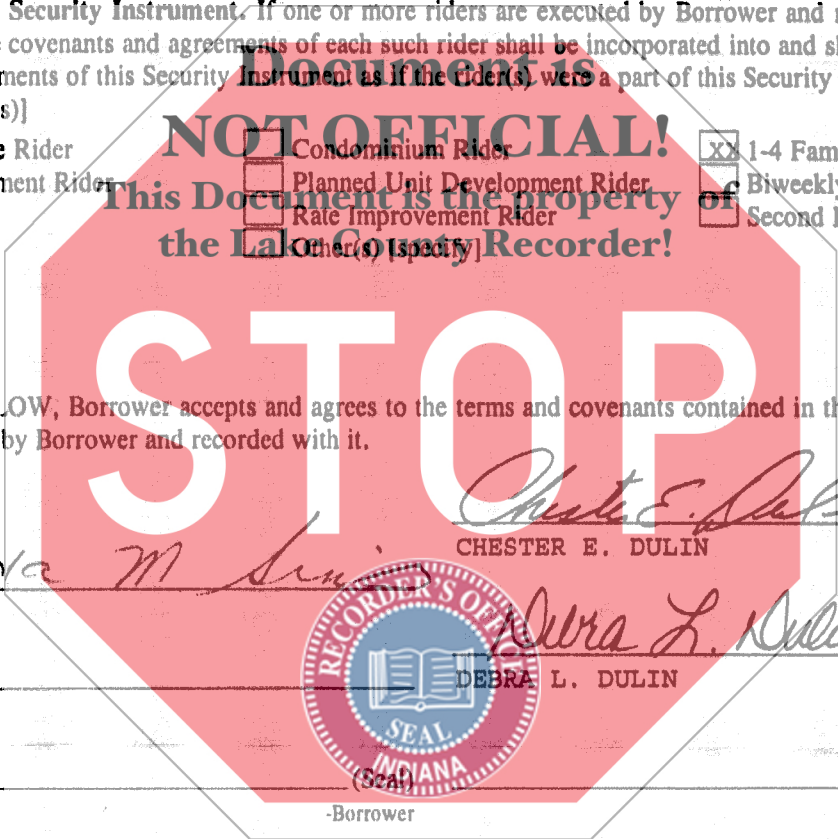 Security Instrument. If one or more riders are executed by Borrower and
covenants and agreements of each such rider shall be incorporated into and
ments of this Security Instrument as if the rider(s) were a part of this Security
s)]
Document is
NOT OFFICIAL!
This Document is the property of
the Lake County Recorder!
Rider
Condominium Rider
XX 1-4 Fam
ment Rider
Planned Unit Development Rider
Biweekly
Rate Improvement Rider
Second
Other(s) [specify]
STOP
LOW, Borrower accepts and agrees to the terms and covenants contained in th
by Borrower and recorded with it.
Chester E. Dul
CHESTER E. DULIN
M
Debra L. Duli
DEBRA L. DULIN
RECORDER'S OFFICE
SEAL
INDIANA
(Seal)
-Borrower